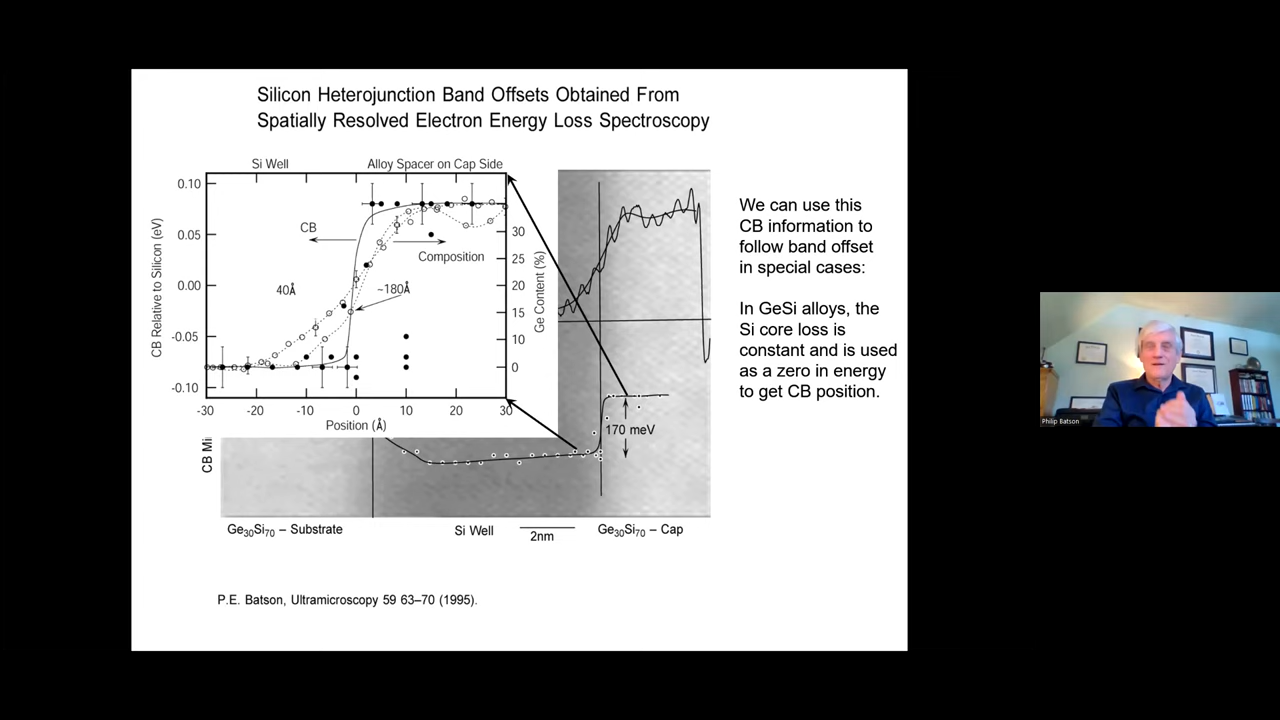 Silicon Heterojunction Band Offsets Obtained From
Spatially Resolved Electron Energy Loss Spectroscopy
Si Well
Alloy Spacer on Cap Side
CB Relative to Silicon (eV)
0.10
0.05
0.00
-0.05
-0.10
CB
Composition
40Å
~180Å
30
25
20
15
10
0
Ge Content (%)
-30 -20 -10 0 10 20 30
Position (Å)
170 meV
CB Mi
Ge30Si70 – Substrate
Si Well
2nm
Ge30Si70 – Cap
We can use this
CB information to
follow band offset
in special cases:
In GeSi alloys, the
Si core loss is
constant and is used
as a zero in energy
to get CB position.
P.E. Batson, Ultramicroscopy 59 63–70 (1995).
Philip Batson